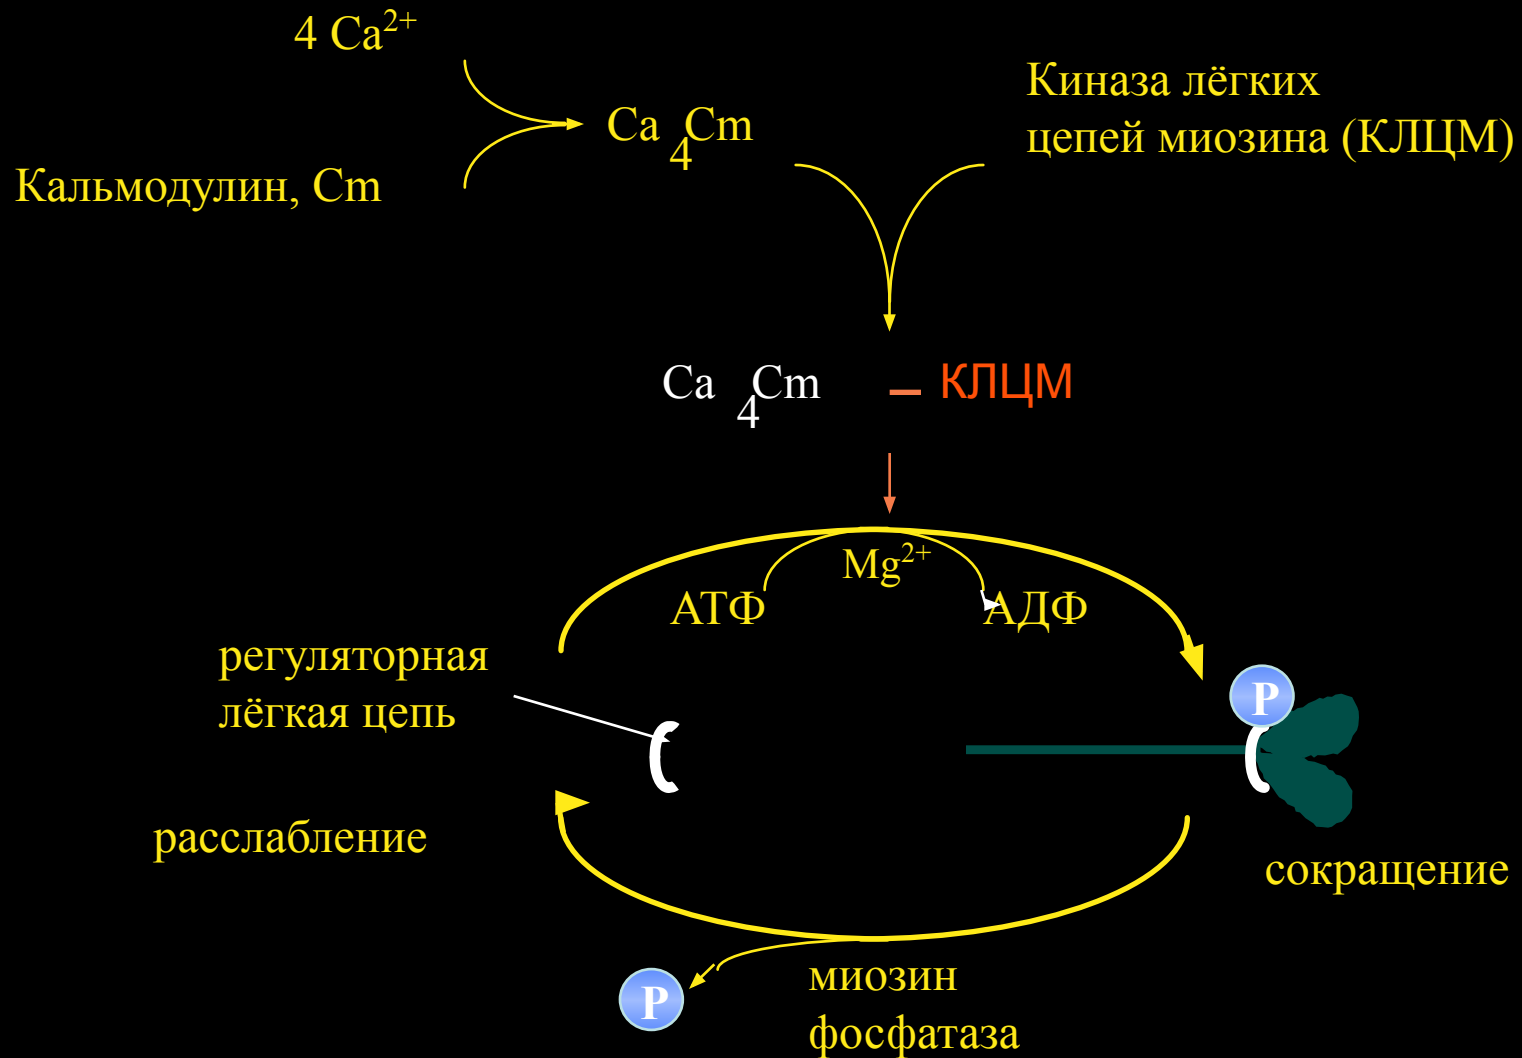 4 Ca²⁺
Киназа лёгких
цепей миозина (КЛЦМ)
Ca₄Cm
Кальмодулин, Cm
Ca₄Cm – КЛЦМ
Mg²⁺
АТФ
АДФ
регуляторная
лёгкая цепь
P
расслабление
сокращение
P
миозин
фосфатаза